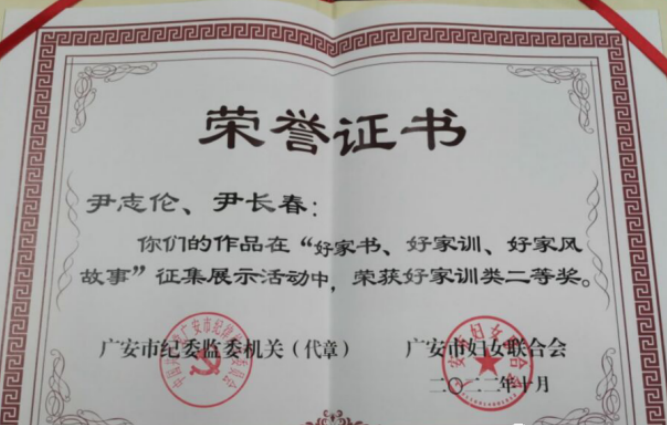 荣誉证书
尹志伦、尹长春：
你们的作品在“好家书、好家训、好家风
故事”征集展示活动中，荣获好家训类二等奖。
广安市纪委监委机关（代章） 广安市妇女联合会
二〇二二年十月